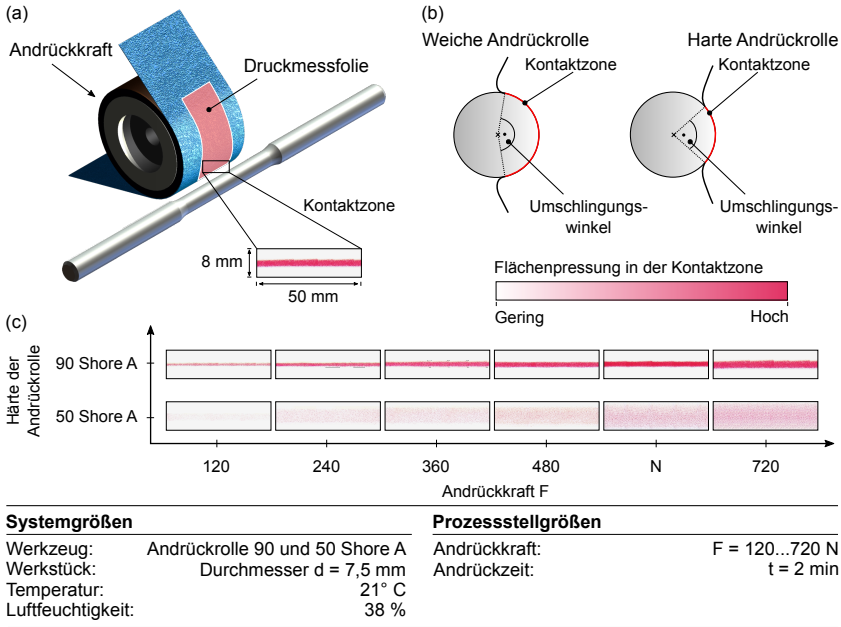 (a)
Andrückkraft
Druckmessfolie
Kontaktzone
8 mm
50 mm
(b)
Weiche Andrückrolle
Kontaktzone
Umschlingungs-
winkel
Harte Andrückrolle
Kontaktzone
Umschlingungs-
winkel
Flächenpressung in der Kontaktzone
Gering
Hoch
(c)
Härte der
Andrückrolle
90 Shore A
50 Shore A
120 240 360 480 N 720
Andrückkraft F
Systemgrößen
Werkzeug: Andrückrolle 90 und 50 Shore A
Werkstück: Durchmesser d = 7,5 mm
Temperatur: 21° C
Luftfeuchtigkeit: 38 %
Prozessstellgrößen
Andrückkraft: F = 120...720 N
Andrückzeit: t = 2 min